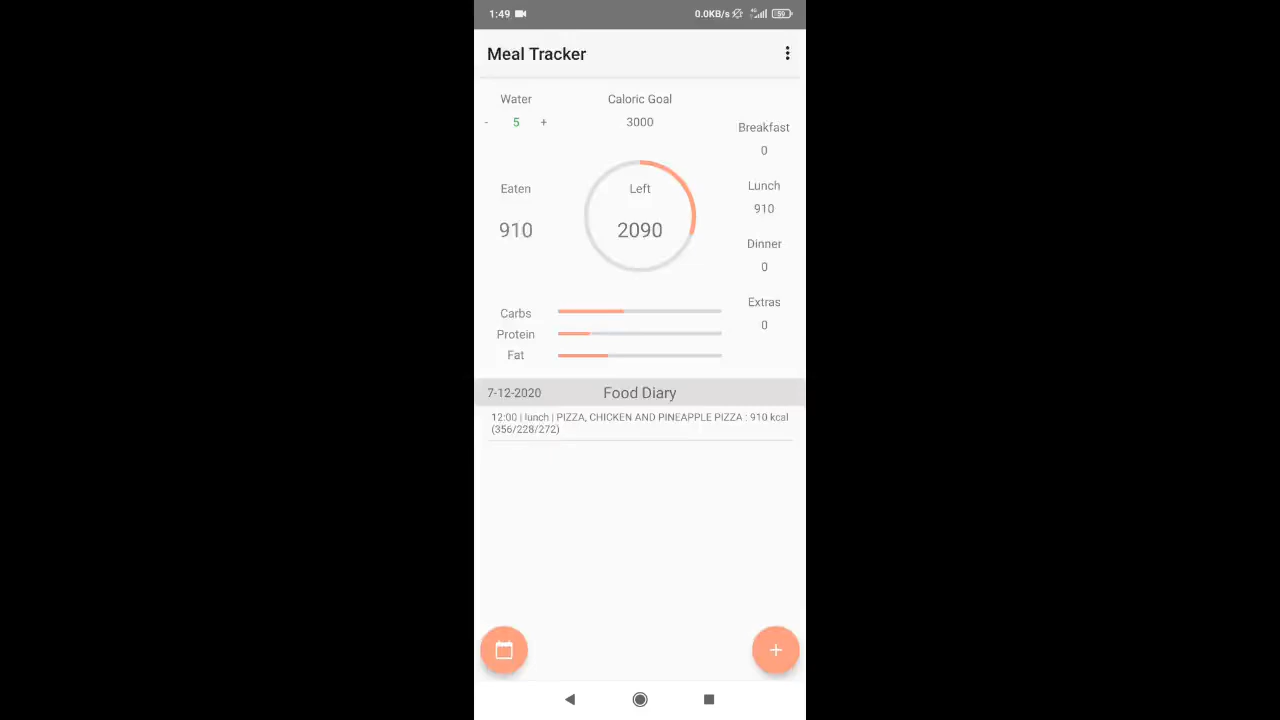 1:49 0.0KB/s 4G 59
Meal Tracker
Water
- 5 +
Caloric Goal
3000
Breakfast
0
Lunch
910
Dinner
0
Extras
0
Eaten
910
Left
2090
Carbs
Protein
Fat
7-12-2020 Food Diary
12:00 | lunch | PIZZA, CHICKEN AND PINEAPPLE PIZZA : 910 kcal
(356/228/272)
+